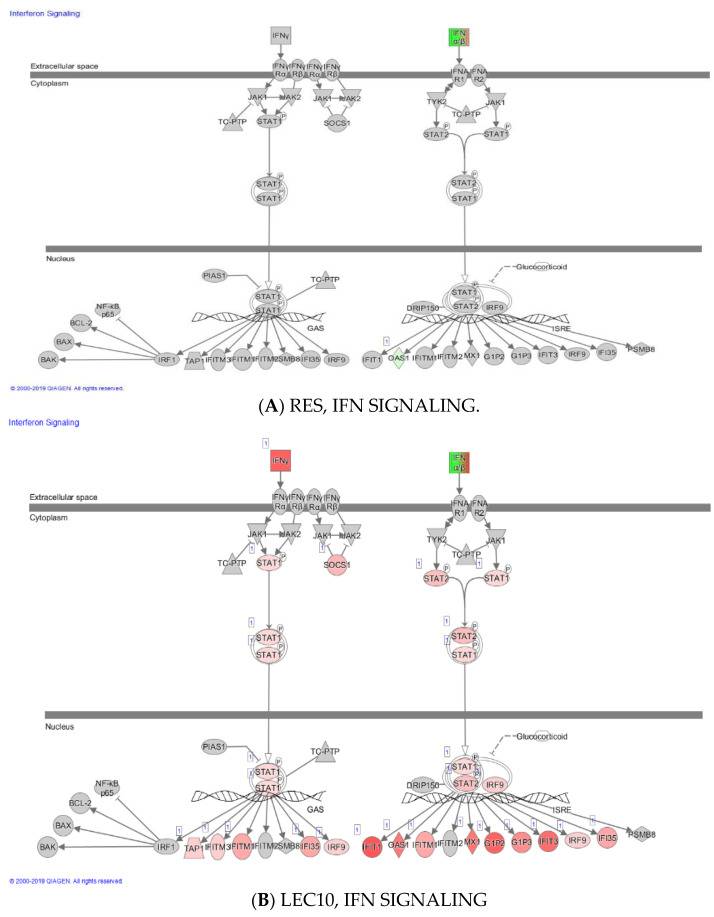 Interferon Signaling
IFNγ
IFN
α/β
Extracellular space
IFNγ IFNγ IFNγ IFNγ
Rα Rβ Rα Rβ
IFNA IFNA
R1 R2
Cytoplasm
JAK1 JAK2 JAK1 JAK2
TYK2 JAK1
TC-PTP
STAT1
P
SOCS1
TC-PTP
STAT2
P
STAT1
P
STAT1
P
STAT1
P
STAT2
P
STAT1
P
Nucleus
PIAS1
TC-PTP
STAT1
P
STAT1
P
GAS
Glucocorticoid
DRIP150
STAT1
P
STAT2
P
IRF9
ISRE
NF-κB
p65
BCL-2
BAX
BAK
IRF1 TAP1 IFITM3 IFITM1 IFITM2 PSMB8 IFI35 IRF9
1
IFIT1 OAS1 IFITM1 IFITM2 MX1 G1P2 G1P3 IFIT3 IRF9 IFI35 PSMB8
© 2000-2019 QIAGEN. All rights reserved.
(A) RES, IFN SIGNALING.
Interferon Signaling
1
IFNγ
IFN
α/β
Extracellular space
IFNγ IFNγ IFNγ IFNγ
Rα Rβ Rα Rβ
IFNA IFNA
R1 R2
Cytoplasm
JAK1 JAK2 JAK1 JAK2
TYK2 JAK1
TC-PTP
1
STAT1
P
1
SOCS1
TC-PTP
1
STAT2
P
1
STAT1
P
1
STAT1
P
1
STAT1
P
1
STAT2
P
1
STAT1
P
Nucleus
PIAS1
TC-PTP
1
STAT1
P
1
STAT1
P
GAS
Glucocorticoid
DRIP150
1
STAT1
P
1
STAT2
P
1
IRF9
ISRE
NF-κB
p65
BCL-2
BAX
BAK
1 1 1 1 1
IRF1 TAP1 IFITM3 IFITM1 IFITM2 PSMB8 IFI35 IRF9
1 1 1 1 1 1 1 1 1
IFIT1 OAS1 IFITM1 IFITM2 MX1 G1P2 G1P3 IFIT3 IRF9 IFI35 PSMB8
© 2000-2019 QIAGEN. All rights reserved.
(B) LEC10, IFN SIGNALING